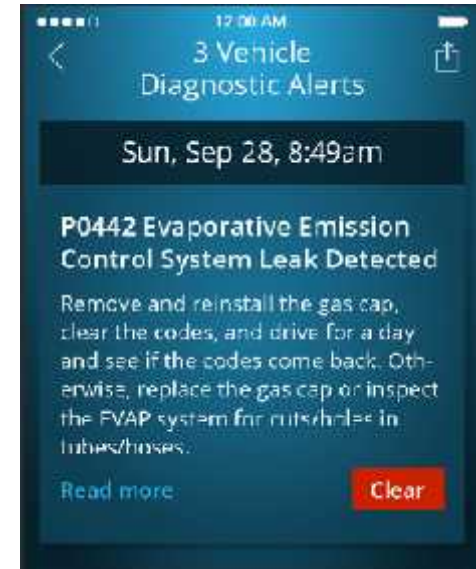 12:00 AM
3 Vehicle
Diagnostic Alerts
Sun, Sep 28, 8:49am
P0442 Evaporative Emission
Control System Leak Detected
Remove and reinstall the gas cap,
clear the codes, and drive for a day
and see if the codes come back. Oth-
erwise, replace the gas cap or inspect
the EVAP system for cuts/holes in
tubes/hoses.
Read more
Clear